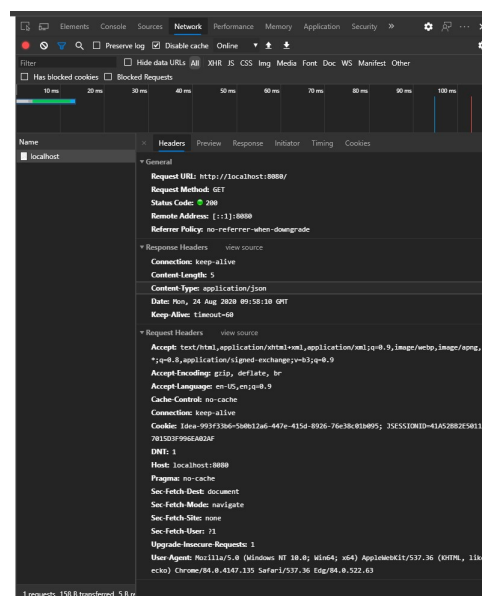 Elements Console Sources Network Performance Memory Application Security »
Preserve log Disable cache Online
Filter Hide data URLs All XHR JS CSS Img Media Font Doc WS Manifest Other
Has blocked cookies Blocked Requests
10 ms 20 ms 30 ms 40 ms 50 ms 60 ms 70 ms 80 ms 90 ms 100 ms
Name
localhost
× Headers Preview Response Initiator Timing Cookies
General
Request URL: http://localhost:8080/
Request Method: GET
Status Code: 200
Remote Address: [::1]:8080
Referrer Policy: no-referrer-when-downgrade
Response Headers view source
Connection: keep-alive
Content-Length: 5
Content-Type: application/json
Date: Mon, 24 Aug 2020 09:58:10 GMT
Keep-Alive: timeout=60
Request Headers view source
Accept: text/html,application/xhtml+xml,application/xml;q=0.9,image/webp,image/apng,
*;q=0.8,application/signed-exchange;v=b3;q=0.9
Accept-Encoding: gzip, deflate, br
Accept-Language: en-US,en;q=0.9
Cache-Control: no-cache
Connection: keep-alive
Cookie: Idea-993f33b6=5b0b12a6-447e-415d-8926-76e38c01b095; JSESSIONID=41A52B82E5011
7015D3F996EA02AF
DNT: 1
Host: localhost:8080
Pragma: no-cache
Sec-Fetch-Dest: document
Sec-Fetch-Mode: navigate
Sec-Fetch-Site: none
Sec-Fetch-User: ?1
Upgrade-Insecure-Requests: 1
User-Agent: Mozilla/5.0 (Windows NT 10.0; Win64; x64) AppleWebKit/537.36 (KHTML, lik
ecko) Chrome/84.0.4147.135 Safari/537.36 Edg/84.0.522.63
1 requests 158 B transferred 5 B re